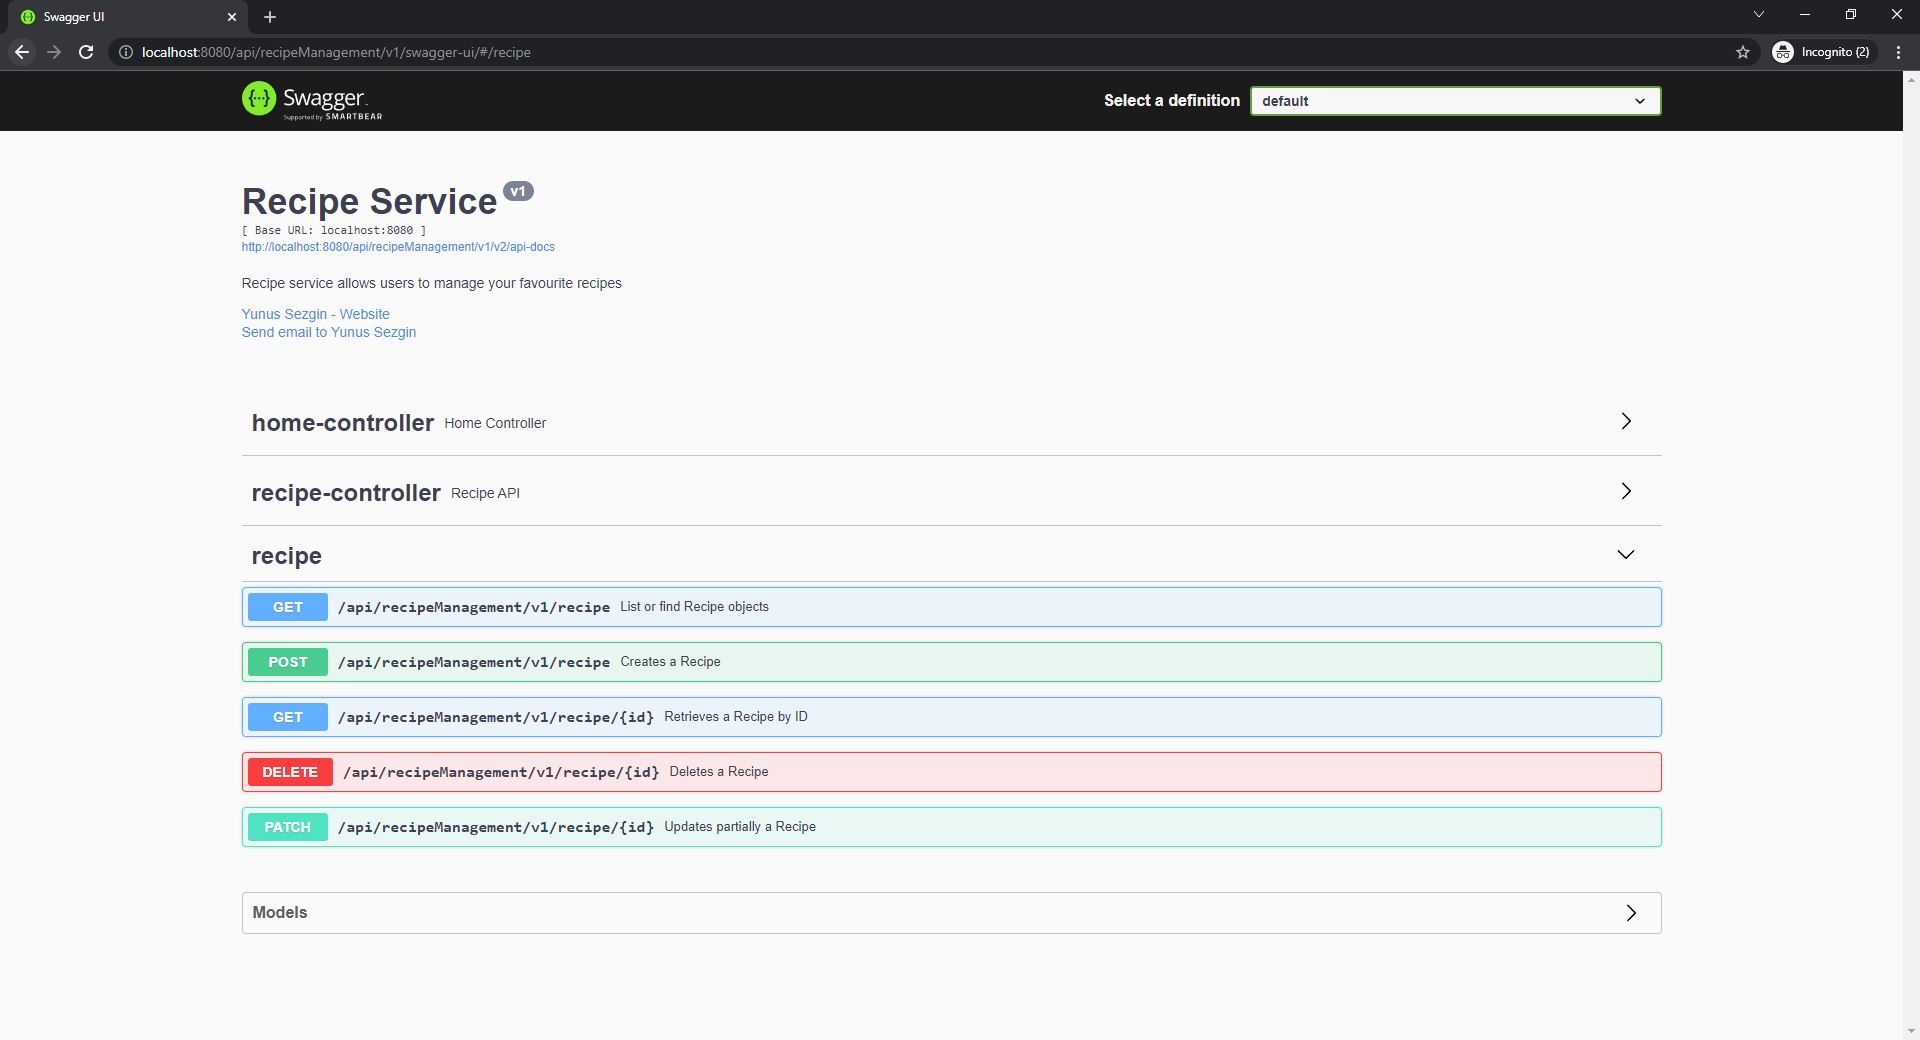 Swagger UI
localhost:8080/api/recipeManagement/v1/swagger-ui/#/recipe
Incognito (2)
Swagger
Supported by SMARTBEAR
Select a definition
default
Recipe Service v1
[ Base URL: localhost:8080 ]
http://localhost:8080/api/recipeManagement/v1/v2/api-docs
Recipe service allows users to manage your favourite recipes
Yunus Sezgin - Website
Send email to Yunus Sezgin
home-controller Home Controller
recipe-controller Recipe API
recipe
GET /api/recipeManagement/v1/recipe List or find Recipe objects
POST /api/recipeManagement/v1/recipe Creates a Recipe
GET /api/recipeManagement/v1/recipe/{id} Retrieves a Recipe by ID
DELETE /api/recipeManagement/v1/recipe/{id} Deletes a Recipe
PATCH /api/recipeManagement/v1/recipe/{id} Updates partially a Recipe
Models